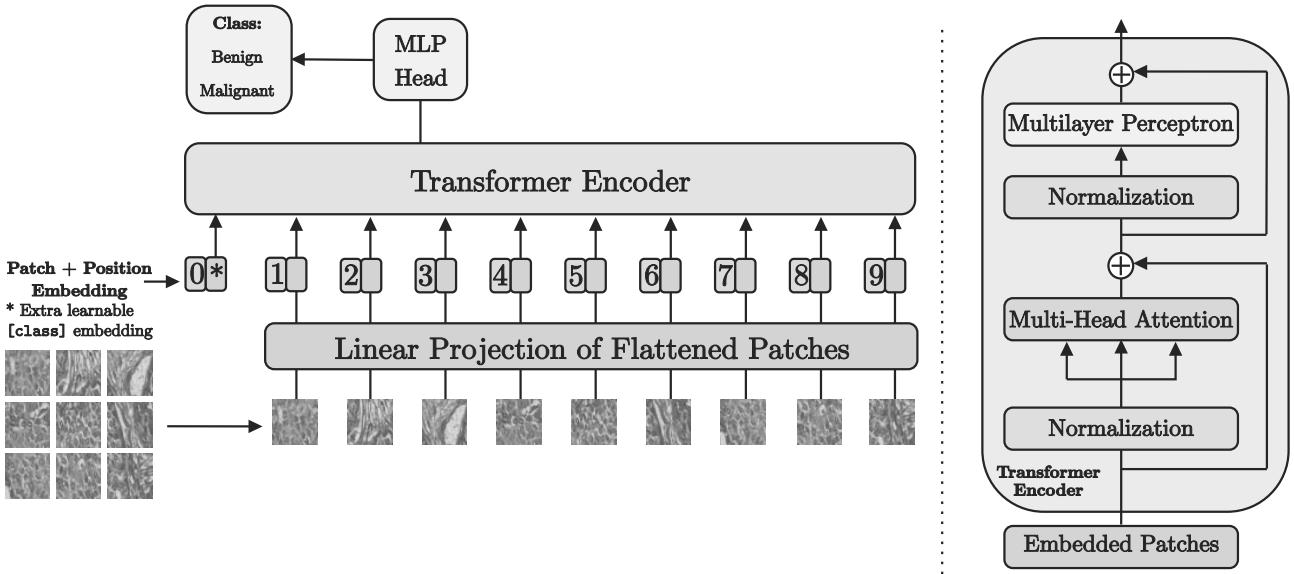 Class:
Benign
Malignant
MLP
Head
Transformer Encoder
0 * 1 2 3 4 5 6 7 8 9
Patch + Position
Embedding
* Extra learnable
[class] embedding
Linear Projection of Flattened Patches
Multilayer Perceptron
Normalization
Multi-Head Attention
Normalization
Transformer
Encoder
Embedded Patches